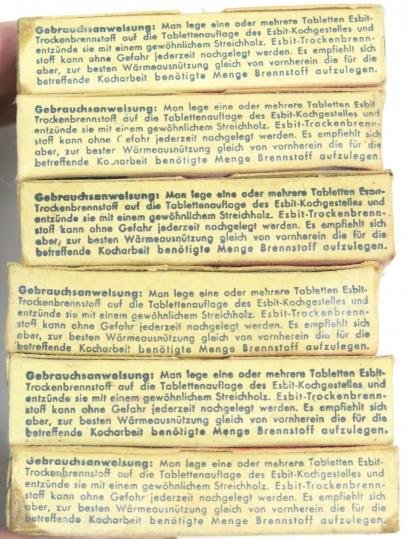 Gebrauchsanweisung: Man lege eine oder mehrere Tabletten Esbit-
Trockenbrennstoff auf die Tablettenauflage des Esbit-Kochgestelles und
entzünde sie mit einem gewöhnlichem Streichholz. Esbit-Trockenbrenn-
stoff kann ohne Gefahr jederzeit nachgelegt werden. Es empfiehlt sich
aber, zur besten Wärmeausnützung gleich von vornherein die für die
betreffende Kocharbeit benötigte Menge Brennstoff aufzulegen.
Gebrauchsanweisung: Man lege eine oder mehrere Tabletten Esbit-
Trockenbrennstoff auf die Tablettenauflage des Esbit-Kochgestelles und
entzünde sie mit einem gewöhnlichem Streichholz. Esbit-Trockenbrenn-
stoff kann ohne Gefahr jederzeit nachgelegt werden. Es empfiehlt sich
aber, zur besten Wärmeausnützung gleich von vornherein die für die
betreffende Kocharbeit benötigte Menge Brennstoff aufzulegen.
Gebrauchsanweisung: Man lege eine oder mehrere Tabletten Esbit-
Trockenbrennstoff auf die Tablettenauflage des Esbit-Kochgestelles und
entzünde sie mit einem gewöhnlichem Streichholz. Esbit-Trockenbrenn-
stoff kann ohne Gefahr jederzeit nachgelegt werden. Es empfiehlt sich
aber, zur besten Wärmeausnützung gleich von vornherein die für die
betreffende Kocharbeit benötigte Menge Brennstoff aufzulegen.
Gebrauchsanweisung: Man lege eine oder mehrere Tabletten Esbit-
Trockenbrennstoff auf die Tablettenauflage des Esbit-Kochgestelles und
entzünde sie mit einem gewöhnlichem Streichholz. Esbit-Trockenbrenn-
stoff kann ohne Gefahr jederzeit nachgelegt werden. Es empfiehlt sich
aber, zur besten Wärmeausnützung gleich von vornherein die für die
betreffende Kocharbeit benötigte Menge Brennstoff aufzulegen.
Gebrauchsanweisung: Man lege eine oder mehrere Tabletten Esbit-
Trockenbrennstoff auf die Tablettenauflage des Esbit-Kochgestelles und
entzünde sie mit einem gewöhnlichem Streichholz. Esbit-Trockenbrenn-
stoff kann ohne Gefahr jederzeit nachgelegt werden. Es empfiehlt sich
aber, zur besten Wärmeausnützung gleich von vornherein die für die
betreffende Kocharbeit benötigte Menge Brennstoff aufzulegen.
Gebrauchsanweisung: Man lege eine oder mehrere Tabletten Esbit-
Trockenbrennstoff auf die Tablettenauflage des Esbit-Kochgestelles und
entzünde sie mit einem gewöhnlichem Streichholz. Esbit-Trockenbrenn-
stoff kann ohne Gefahr jederzeit nachgelegt werden. Es empfiehlt sich
aber, zur besten Wärmeausnützung gleich von vornherein die für die
betreffende Kocharbeit benötigte Menge Brennstoff aufzulegen.